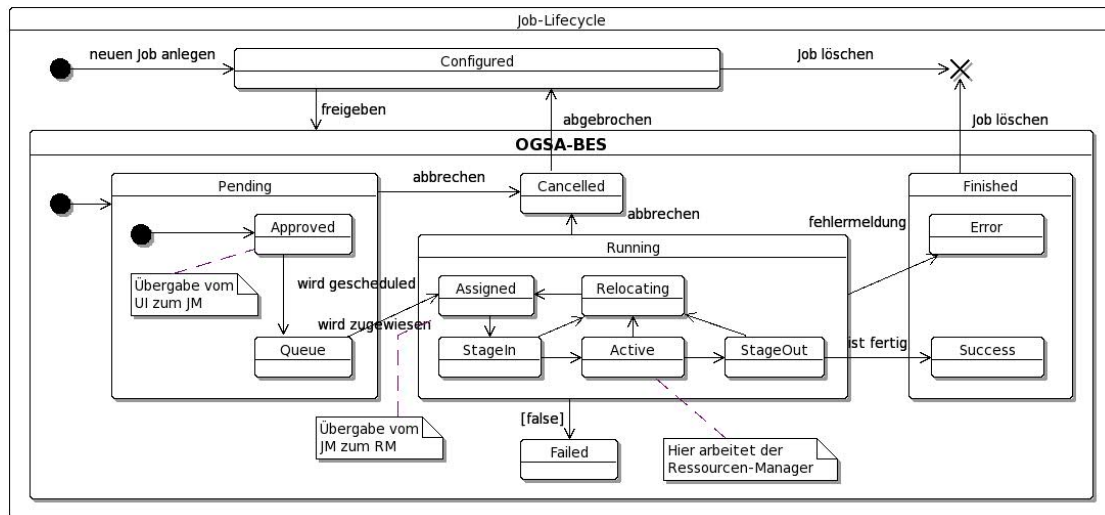 Job-Lifecycle
neuen Job anlegen
Configured
Job löschen
freigeben
abgebrochen
Job löschen
OGSA-BES
Pending
abbrechen
Cancelled
Finished
abbrechen
fehlermeldung
Approved
Error
Running
Übergabe vom
UI zum JM
wird gescheduled
Assigned
Relocating
wird zugewiesen
Queue
StageIn
Active
StageOut
ist fertig
Success
[false]
Übergabe vom
JM zum RM
Failed
Hier arbeitet der
Ressourcen-Manager